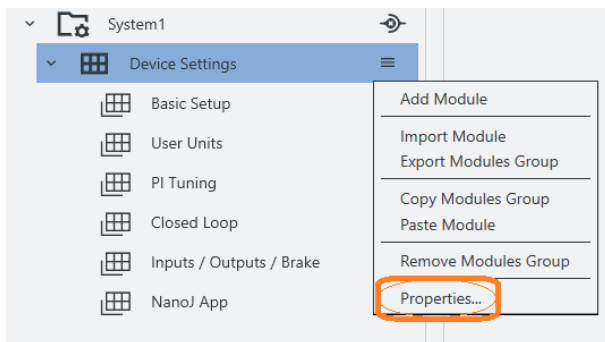 System1
Device Settings
Basic Setup
User Units
PI Tuning
Closed Loop
Inputs / Outputs / Brake
NanoJ App
Add Module
Import Module
Export Modules Group
Copy Modules Group
Paste Module
Remove Modules Group
Properties...